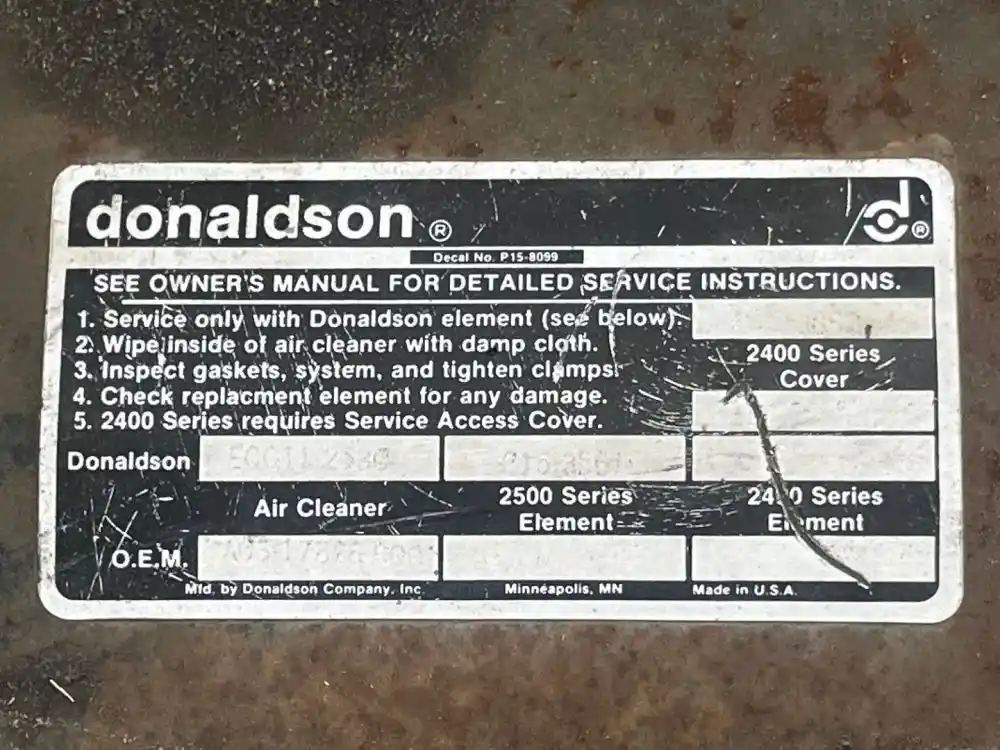 donaldson®
®
Decal No. P15-8099
SEE OWNER'S MANUAL FOR DETAILED SERVICE INSTRUCTIONS.
1. Service only with Donaldson element (see below).
2. Wipe inside of air cleaner with damp cloth.
3. Inspect gaskets, system, and tighten clamps.
4. Check replacment element for any damage.
5. 2400 Series requires Service Access Cover.
2400 Series
Cover
Donaldson
Air Cleaner
2500 Series
Element
2400 Series
Element
O.E.M.
Mfd. by Donaldson Company, Inc.
Minneapolis, MN
Made in U.S.A.